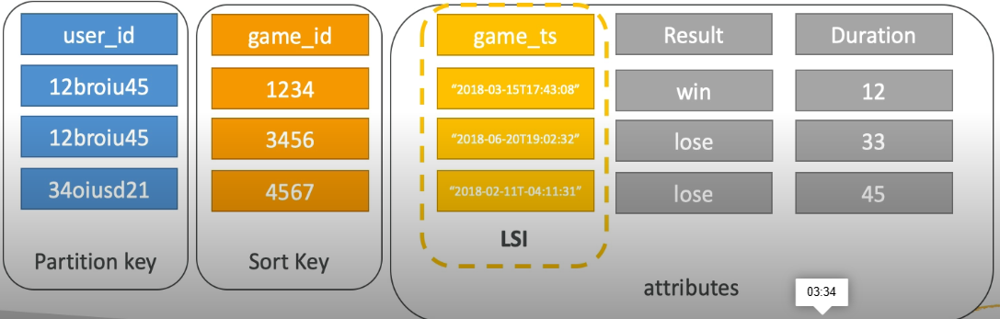 user_id game_id game_ts Result Duration
12broiu45 1234 "2018-03-15T17:43:08" win 12
12broiu45 3456 "2018-06-20T19:02:32" lose 33
34oiusd21 4567 "2018-02-11T-04:11:31" lose 45
LSI
Partition key Sort Key
attributes
03:34